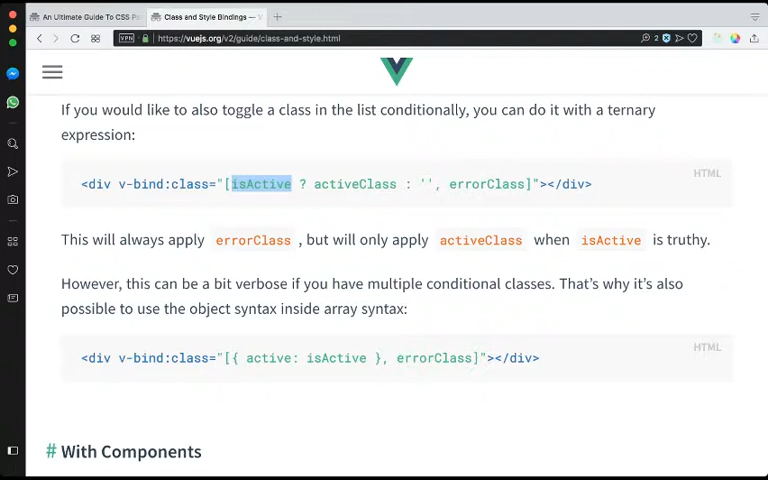 An Ultimate Guide To CSS Ps
Class and Style Bindings — V
VPN
https://vuejs.org/v2/guide/class-and-style.html
2
If you would like to also toggle a class in the list conditionally, you can do it with a ternary
expression:
HTML
<div v-bind:class="[isActive ? activeClass : '', errorClass]"></div>
This will always apply errorClass , but will only apply activeClass when isActive is truthy.
However, this can be a bit verbose if you have multiple conditional classes. That’s why it’s also
possible to use the object syntax inside array syntax:
HTML
<div v-bind:class="[{ active: isActive }, errorClass]"></div>
# With Components